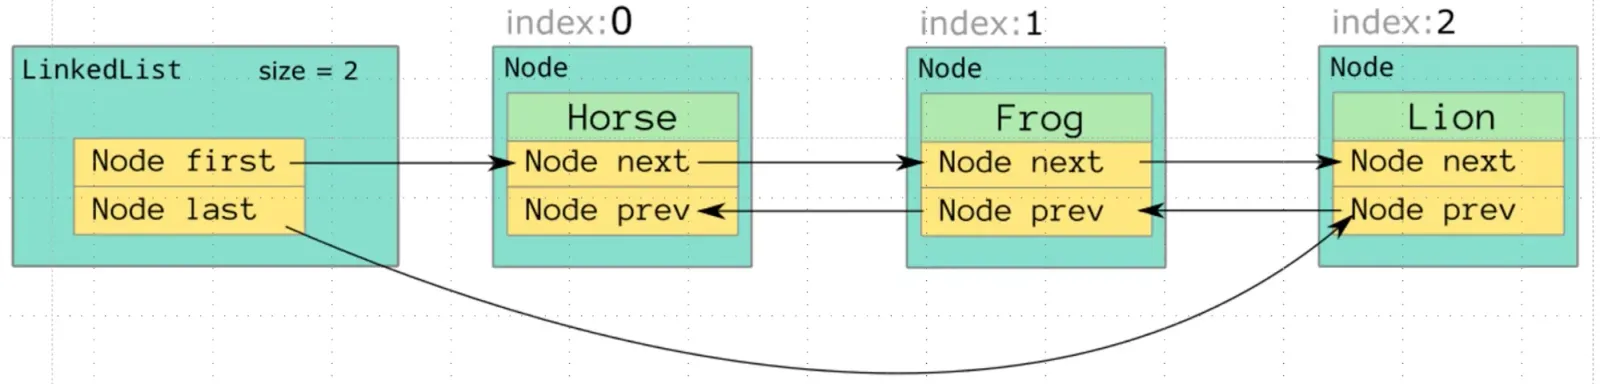 index:0
index:1
index:2
LinkedList size = 2
Node first
Node last
Node
Horse
Node next
Node prev
Node
Frog
Node next
Node prev
Node
Lion
Node next
Node prev